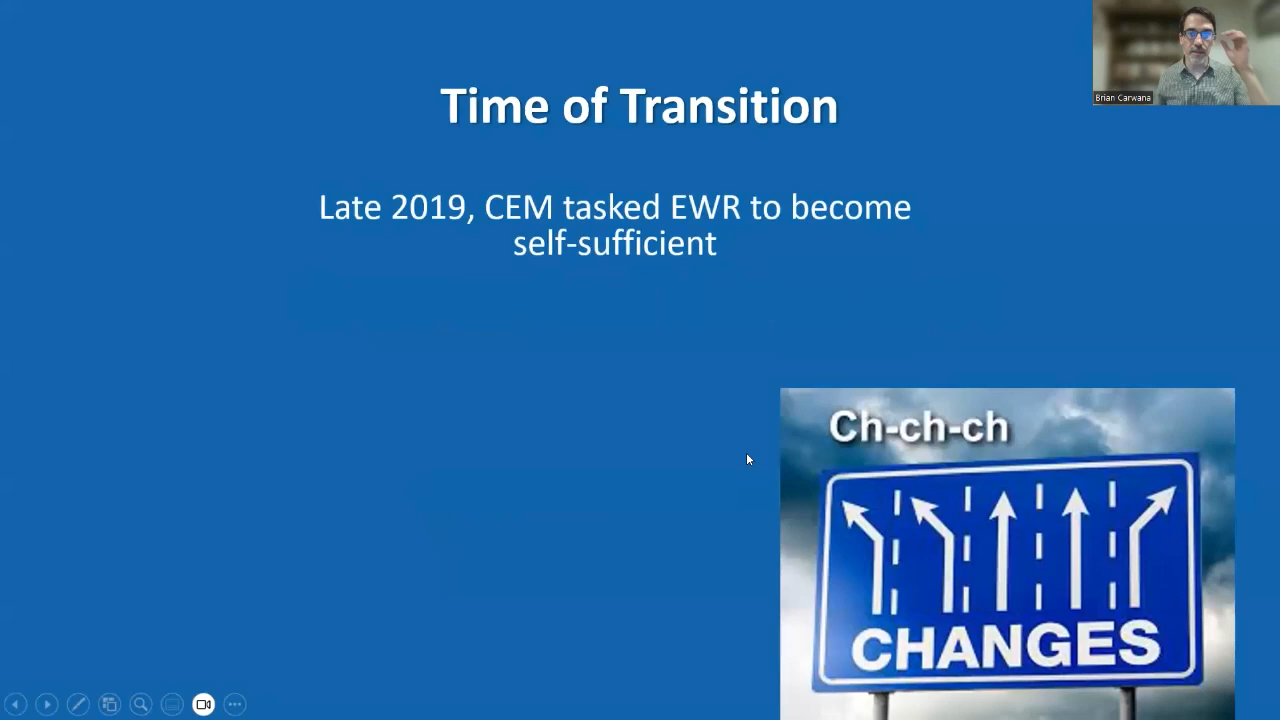 Brian Carwana
Time of Transition
Late 2019, CEM tasked EWR to become
self-sufficient
Ch-ch-ch
CHANGES